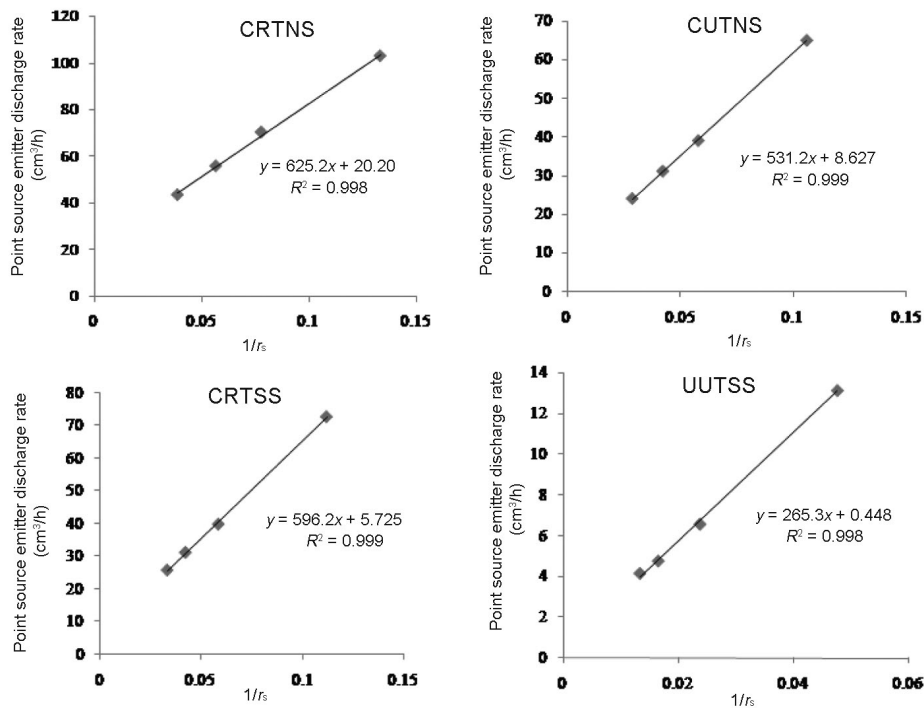 CRTNS
Point source emitter discharge rate
(cm³/h)
120
100
80
60
40
20
0
y = 625.2x + 20.20
R² = 0.998
0
0.05
0.1
0.15
1/rs
CUTNS
Point source emitter discharge rate
(cm³/h)
70
60
50
40
30
20
10
0
y = 531.2x + 8.627
R² = 0.999
0
0.05
0.1
0.15
1/rs
CRTSS
Point source emitter discharge rate
(cm³/h)
80
70
60
50
40
30
20
10
0
y = 596.2x + 5.725
R² = 0.999
0
0.05
0.1
0.15
1/rs
UUTSS
Point source emitter discharge rate
(cm³/h)
14
12
10
8
6
4
2
0
y = 265.3x + 0.448
R² = 0.998
0
0.02
0.04
0.06
1/rs